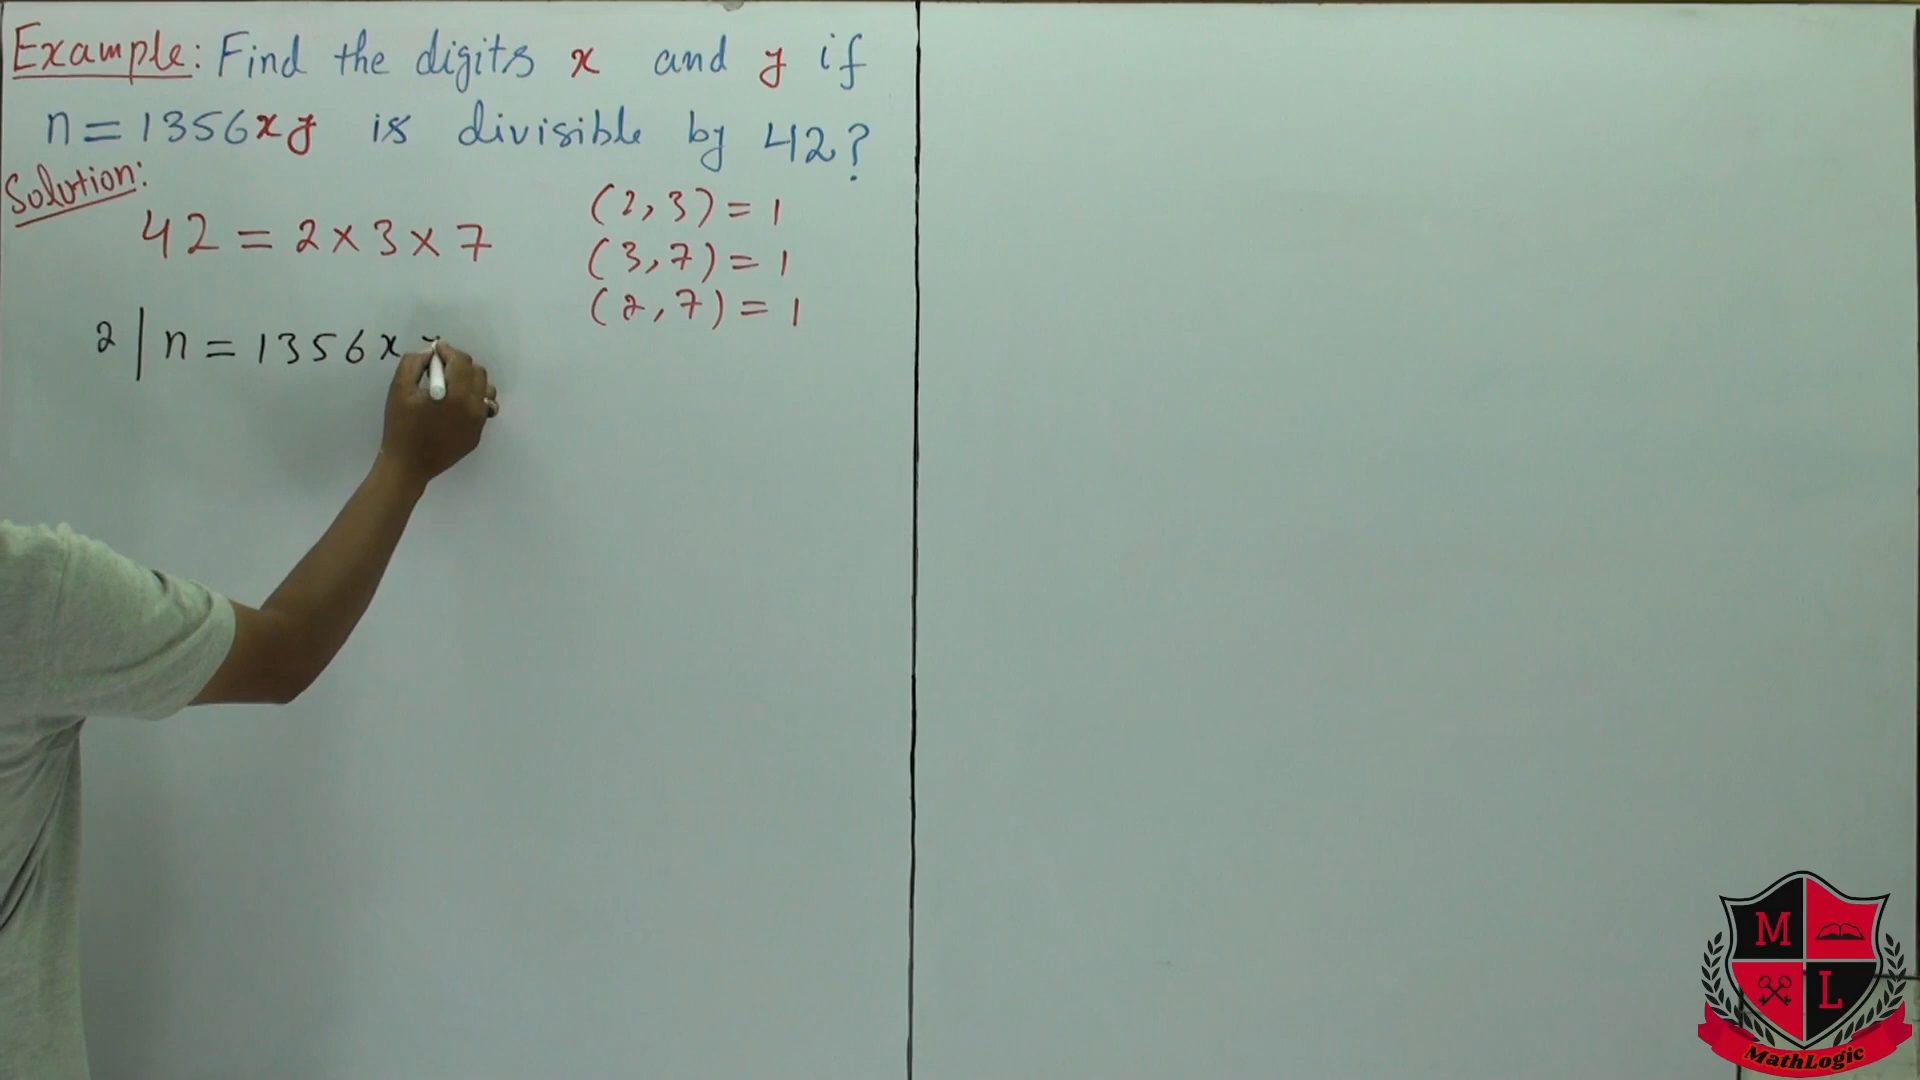 Example: Find the digits x and y if
n = 1356xy is divisible by 42?
Solution:
42 = 2 × 3 × 7
(2, 3) = 1
(3, 7) = 1
(2, 7) = 1
2 | n = 1356x
M
L
MathLogic